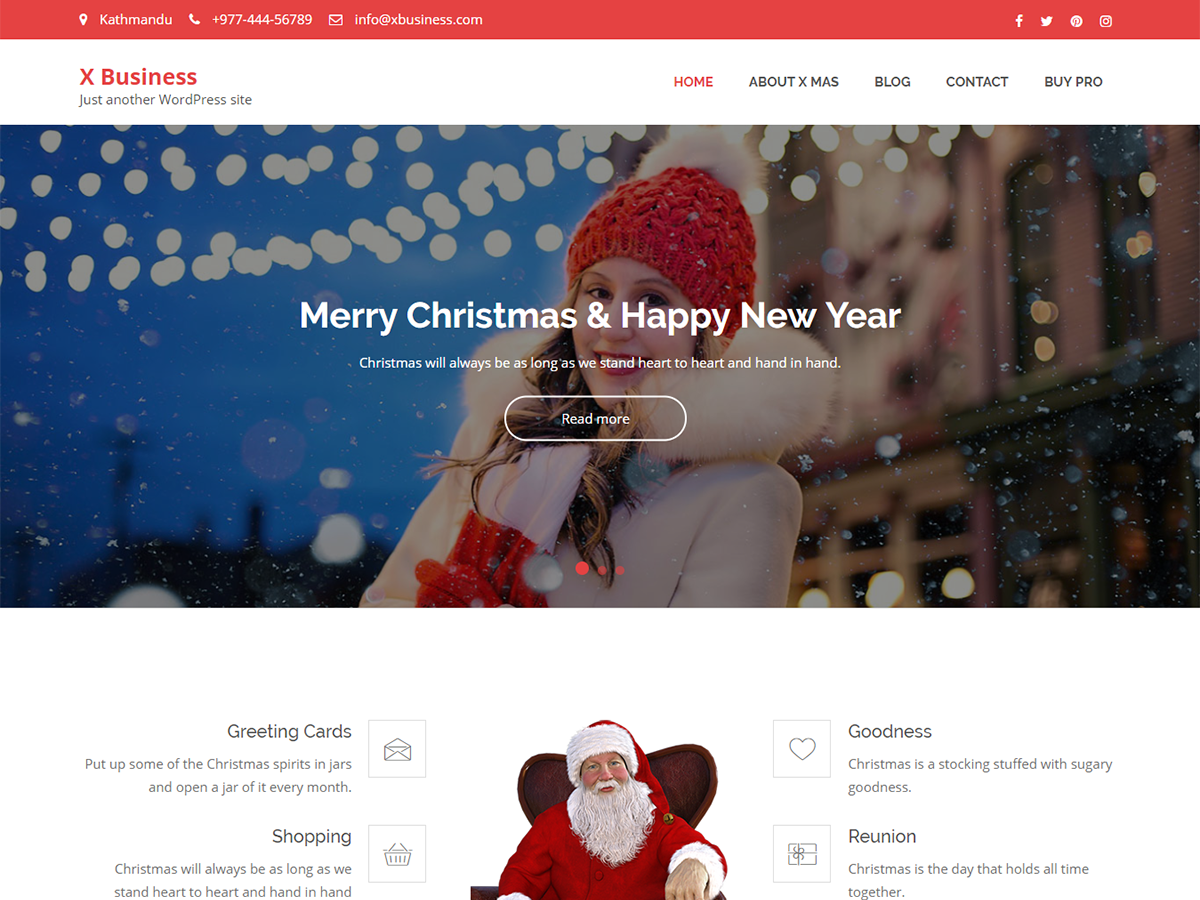 Kathmandu +977-444-56789 info@xbusiness.com
X Business
Just another WordPress site
HOME ABOUT X MAS BLOG CONTACT BUY PRO
Merry Christmas & Happy New Year
Christmas will always be as long as we stand heart to heart and hand in hand.
Read more
Greeting Cards
Put up some of the Christmas spirits in jars
and open a jar of it every month.
Shopping
Christmas will always be as long as we
stand heart to heart and hand in hand
Goodness
Christmas is a stocking stuffed with sugary
goodness.
Reunion
Christmas is the day that holds all time
together.